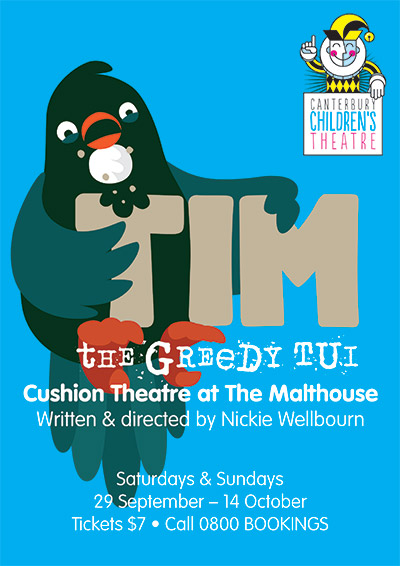 CANTERBURY
CHILDREN'S
THEATRE
TIM
THE GREEDY TUI
Cushion Theatre at The Malthouse
Written & directed by Nickie Wellbourn
Saturdays & Sundays
29 September – 14 October
Tickets $7 • Call 0800 BOOKINGS